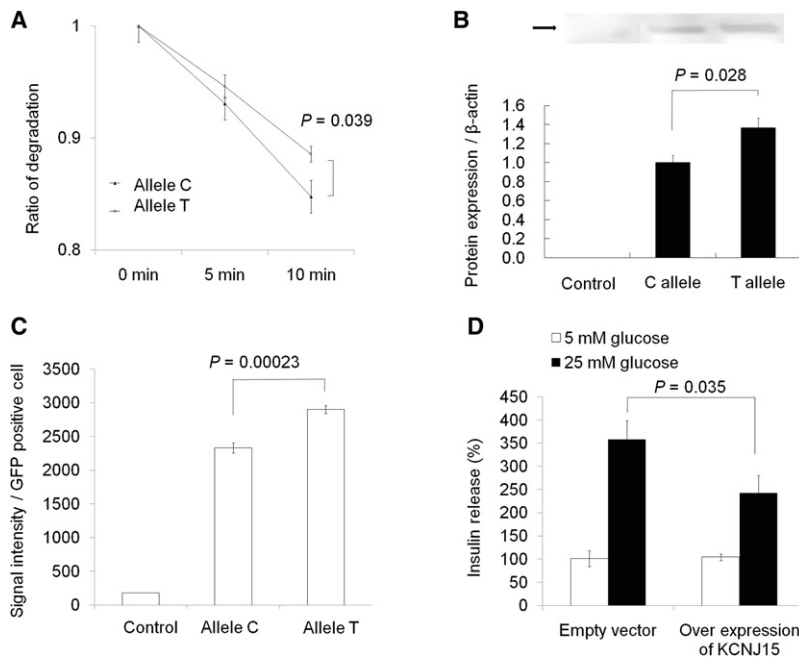 A
1
0.9
0.8
Ratio of degradation
P = 0.039
Allele C
Allele T
0 min
5 min
10 min
B
P = 0.028
Protein expression / β-actin
1.6
1.4
1.2
1.0
0.8
0.6
0.4
0.2
0.0
Control
C allele
T allele
C
P = 0.00023
Signal intensity / GFP positive cell
3500
3000
2500
2000
1500
1000
500
0
Control
Allele C
Allele T
D
5 mM glucose
25 mM glucose
P = 0.035
Insulin release (%)
450
400
350
300
250
200
150
100
50
0
Empty vector
Over expression
of KCNJ15